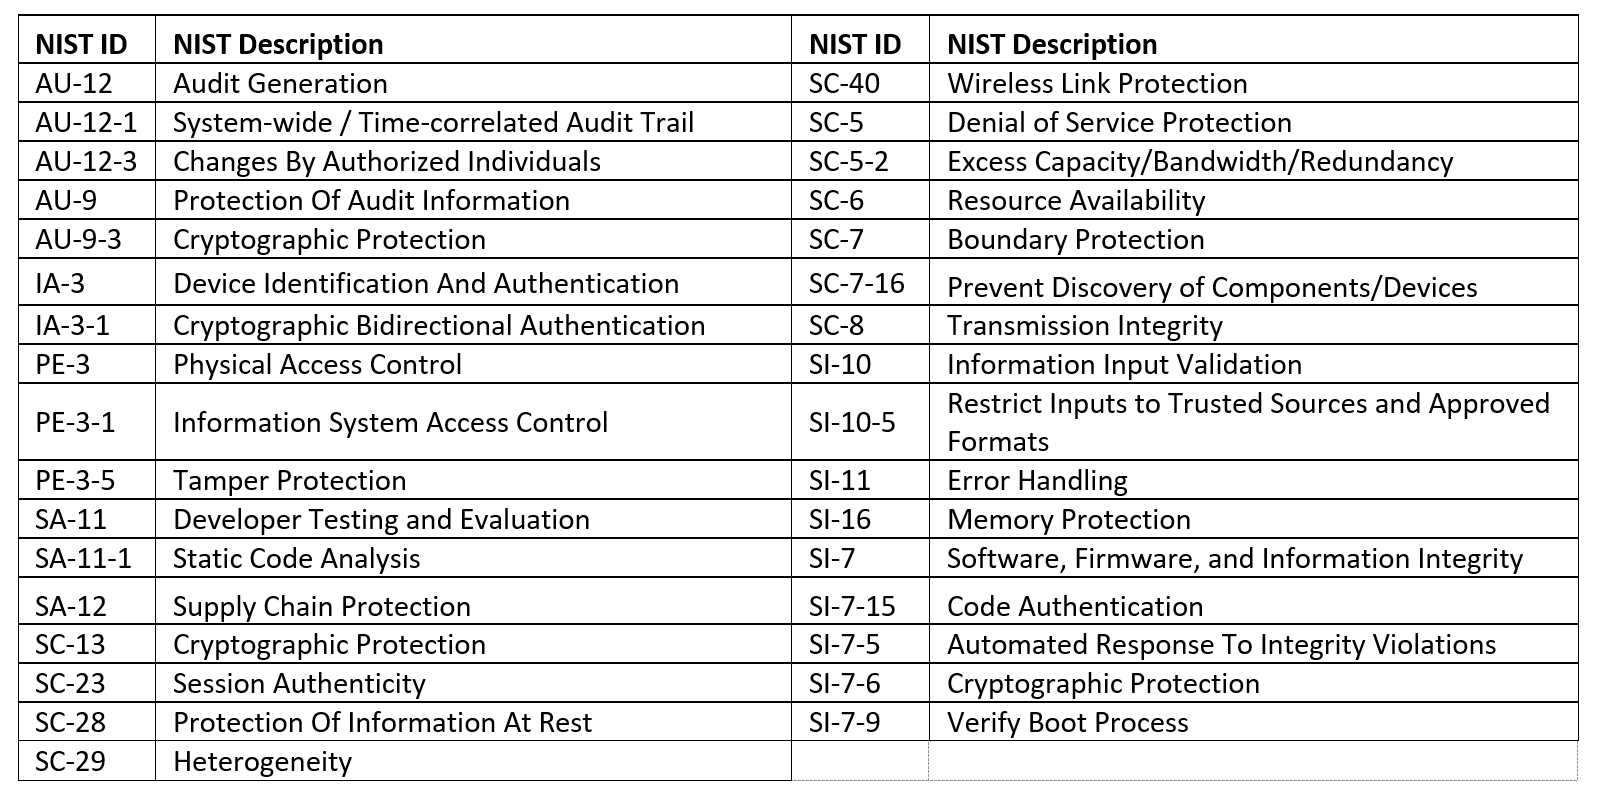 NIST ID NIST Description NIST ID NIST Description
AU-12 Audit Generation SC-40 Wireless Link Protection
AU-12-1 System-wide / Time-correlated Audit Trail SC-5 Denial of Service Protection
AU-12-3 Changes By Authorized Individuals SC-5-2 Excess Capacity/Bandwidth/Redundancy
AU-9 Protection Of Audit Information SC-6 Resource Availability
AU-9-3 Cryptographic Protection SC-7 Boundary Protection
IA-3 Device Identification And Authentication SC-7-16 Prevent Discovery of Components/Devices
IA-3-1 Cryptographic Bidirectional Authentication SC-8 Transmission Integrity
PE-3 Physical Access Control SI-10 Information Input Validation
PE-3-1 Information System Access Control SI-10-5 Restrict Inputs to Trusted Sources and Approved
Formats
PE-3-5 Tamper Protection SI-11 Error Handling
SA-11 Developer Testing and Evaluation SI-16 Memory Protection
SA-11-1 Static Code Analysis SI-7 Software, Firmware, and Information Integrity
SA-12 Supply Chain Protection SI-7-15 Code Authentication
SC-13 Cryptographic Protection SI-7-5 Automated Response To Integrity Violations
SC-23 Session Authenticity SI-7-6 Cryptographic Protection
SC-28 Protection Of Information At Rest SI-7-9 Verify Boot Process
SC-29 Heterogeneity